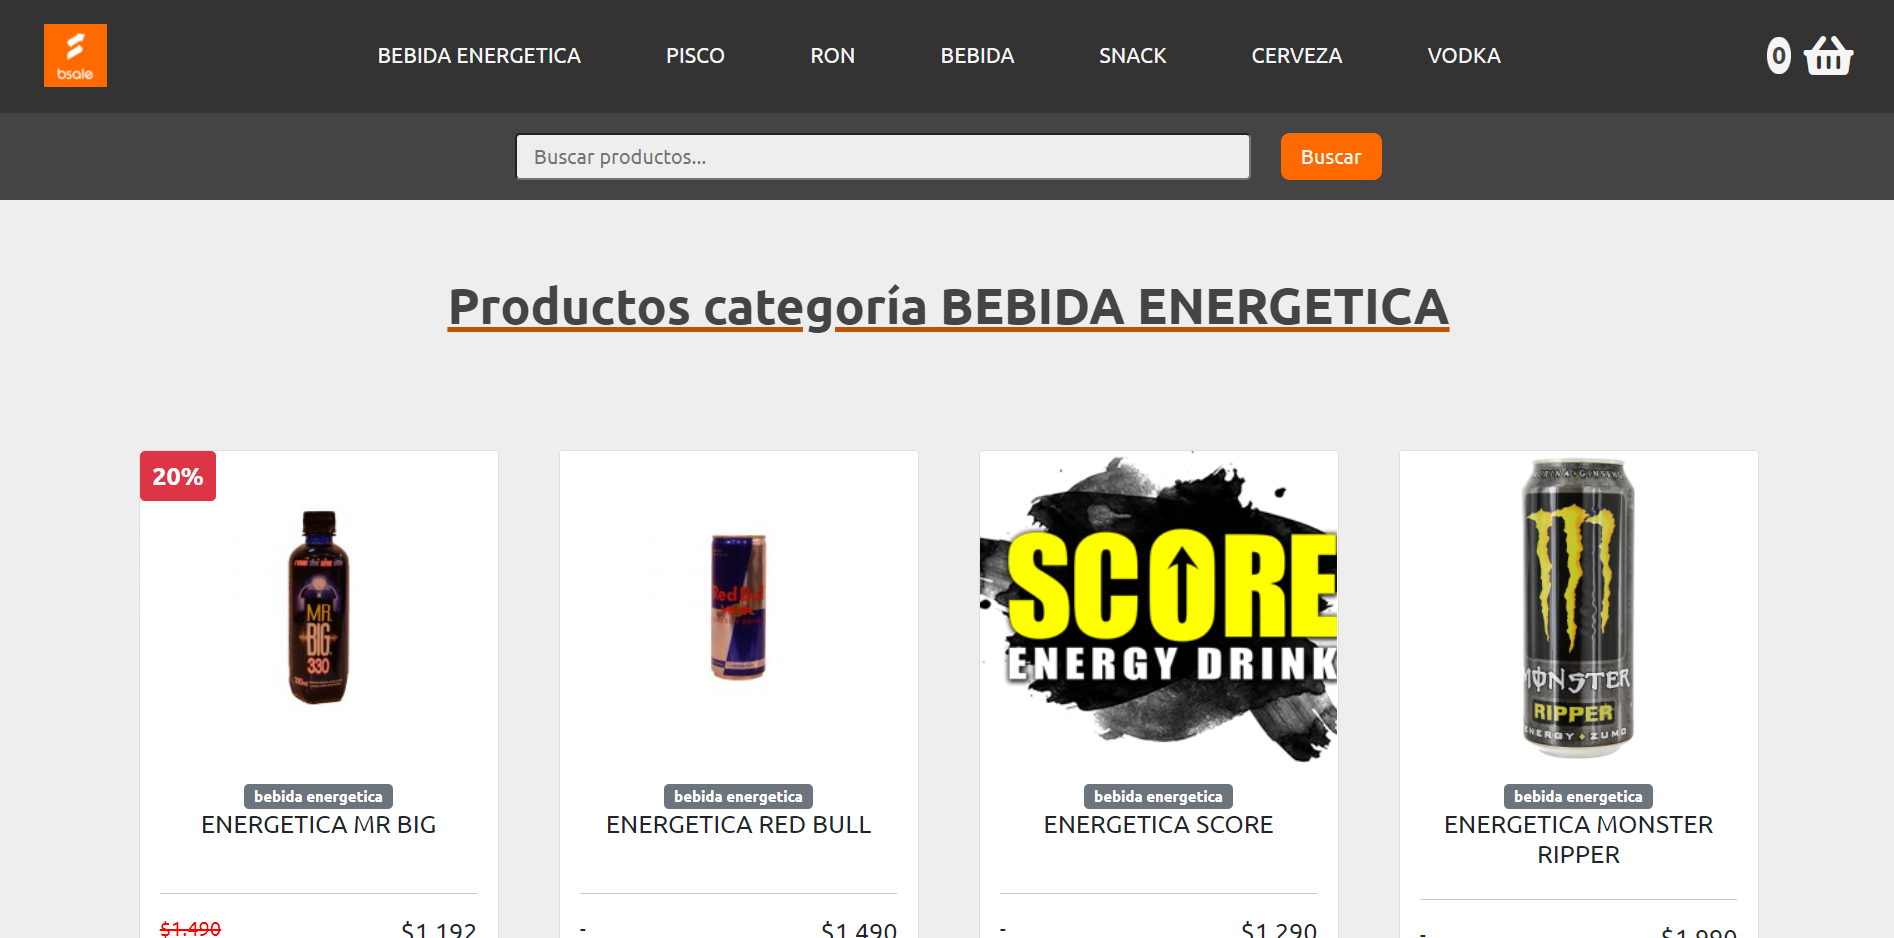 bsale
BEBIDA ENERGETICA PISCO RON BEBIDA SNACK CERVEZA VODKA
0
Buscar productos...
Buscar
Productos categoría BEBIDA ENERGETICA
20%
MR.
BIG
330
Red Bull
SCORE
ENERGY DRINK
MONSTER
RIPPER
ENERGY + ZUMO
bebida energetica
ENERGETICA MR BIG
$1.490 $1.192
bebida energetica
ENERGETICA RED BULL
- $1.490
bebida energetica
ENERGETICA SCORE
- $1.290
bebida energetica
ENERGETICA MONSTER
RIPPER
- $1.990